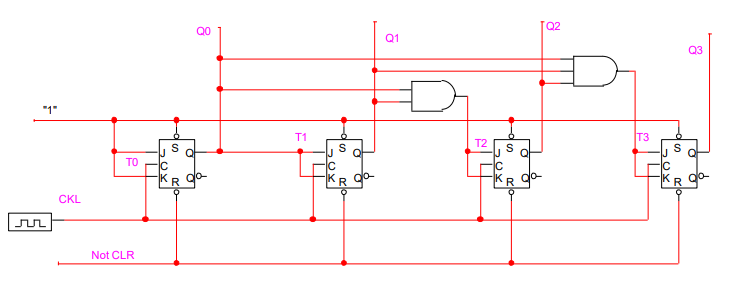 Q0
Q1
Q2
Q3
"1"
T0
T1
T2
T3
S
J Q
C
K Q
R
S
J Q
C
K Q
R
S
J Q
C
K Q
R
S
J Q
C
K Q
R
CKL
Not CLR